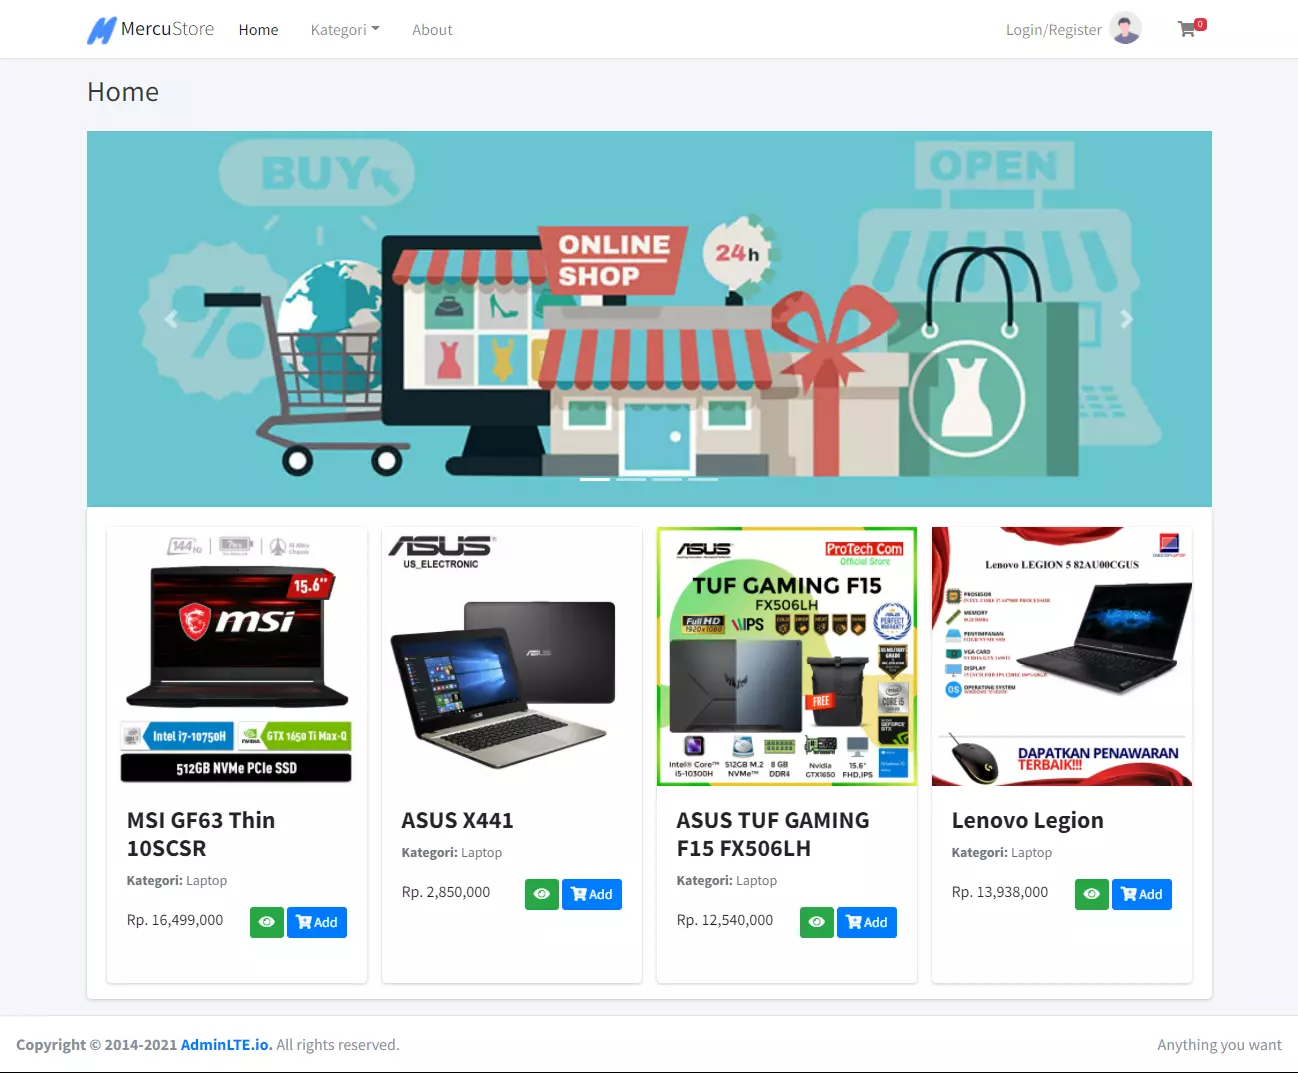 MercuStore Home Kategori About Login/Register 0
Home
BUY
OPEN
ONLINE
SHOP
24h
%
144Hz
15.6"
msi
Intel i7-10750H
GTX 1650 Ti Max-Q
512GB NVMe PCIe SSD
MSI GF63 Thin
10SCSR
Kategori: Laptop
Rp. 16,499,000 Add
ASUS
US_ELECTRONIC
ASUS X441
Kategori: Laptop
Rp. 2,850,000 Add
ASUS
ProTech Com
Official Store
TUF GAMING F15
FX506LH
Full HD
1920x1080
IPS
ASUS
PERFECT
WARRANTY
FREE
Intel® Core™
i5-10300H
512GB M.2
NVMe™
8 GB
DDR4
Nvidia
GTX1650
15.6"
FHD,IPS
ASUS TUF GAMING
F15 FX506LH
Kategori: Laptop
Rp. 12,540,000 Add
Lenovo LEGION 5 82AU00CGUS
PROSESOR
MEMORY
PENYIMPANAN
VGA CARD
DISPLAY
OS
OPERATING SYSTEM
DAPATKAN PENAWARAN
TERBAIK!!!
Lenovo Legion
Kategori: Laptop
Rp. 13,938,000 Add
Copyright © 2014-2021 AdminLTE.io. All rights reserved.
Anything you want